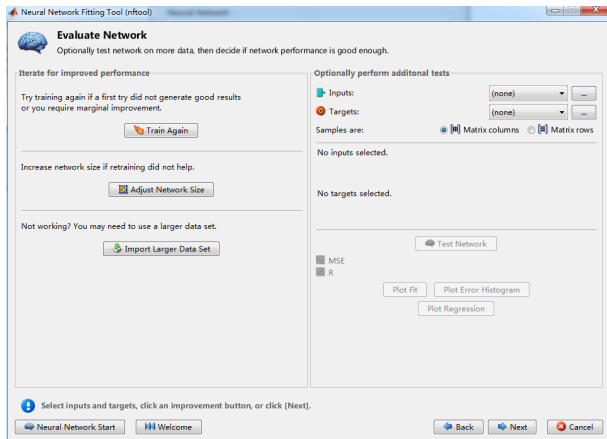 Neural Network Fitting Tool (nftool)
Evaluate Network
Optionally test network on more data, then decide if network performance is good enough.
Iterate for improved performance
Try training again if a first try did not generate good results
or you require marginal improvement.
Train Again
Increase network size if retraining did not help.
Adjust Network Size
Not working? You may need to use a larger data set.
Import Larger Data Set
Optionally perform additonal tests
Inputs: (none) ...
Targets: (none) ...
Samples are: Matrix columns Matrix rows
No inputs selected.
No targets selected.
Test Network
MSE
R
Plot Fit Plot Error Histogram
Plot Regression
Select inputs and targets, click an improvement button, or click [Next].
Neural Network Start Welcome Back Next Cancel